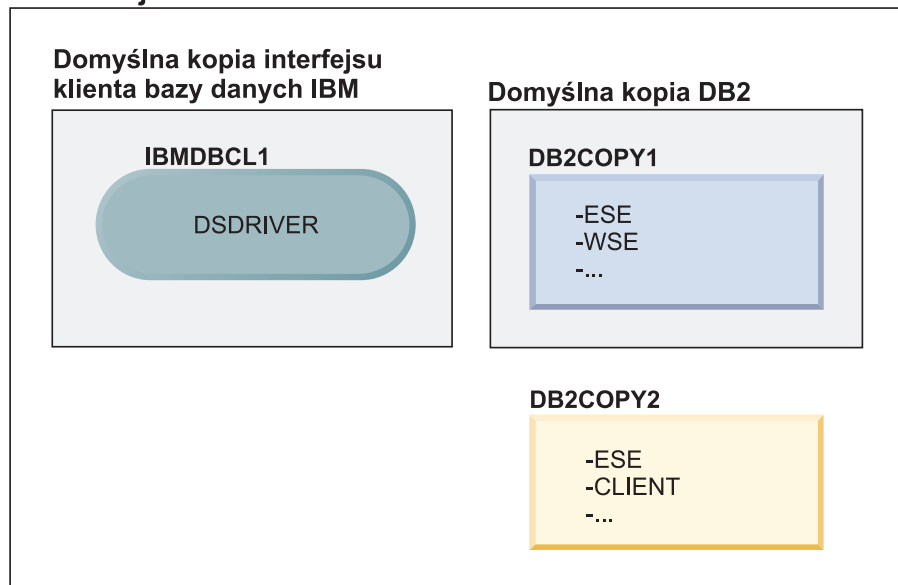 Domyślna kopia interfejsu
klienta bazy danych IBM
IBMDBCL1
DSDRIVER
Domyślna kopia DB2
DB2COPY1
-ESE
-WSE
-...
DB2COPY2
-ESE
-CLIENT
-...